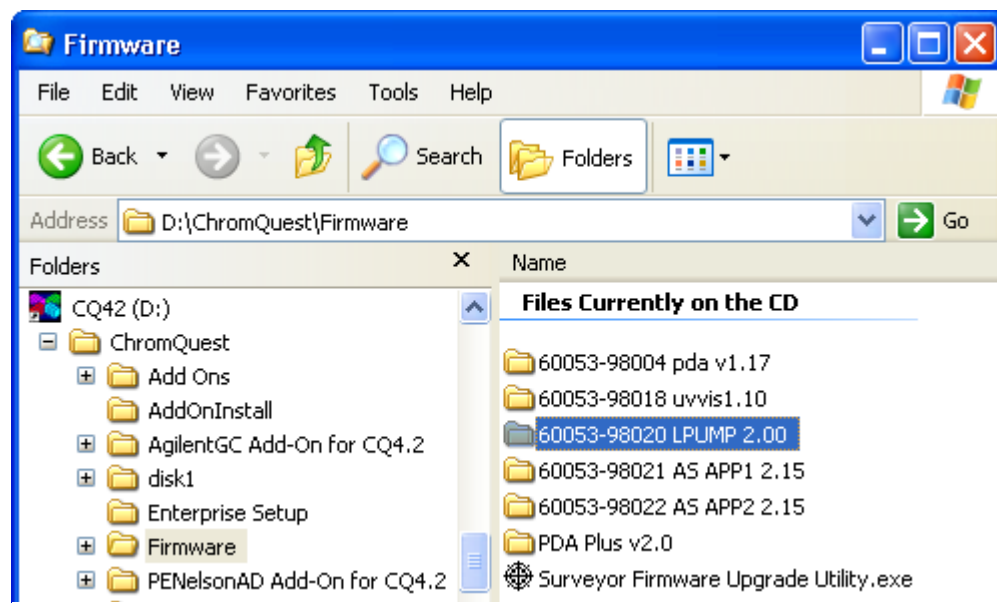 Firmware
File Edit View Favorites Tools Help
Back Search Folders
Address D:\ChromQuest\Firmware Go
Folders x
CQ42 (D:)
ChromQuest
Add Ons
AddOnInstall
AgilentGC Add-On for CQ4.2
disk1
Enterprise Setup
Firmware
PENelsonAD Add-On for CQ4.2
Name
Files Currently on the CD
60053-98004 pda v1.17
60053-98018 uvvis1.10
60053-98020 LPUMP 2.00
60053-98021 AS APP1 2.15
60053-98022 AS APP2 2.15
PDA Plus v2.0
Surveyor Firmware Upgrade Utility.exe